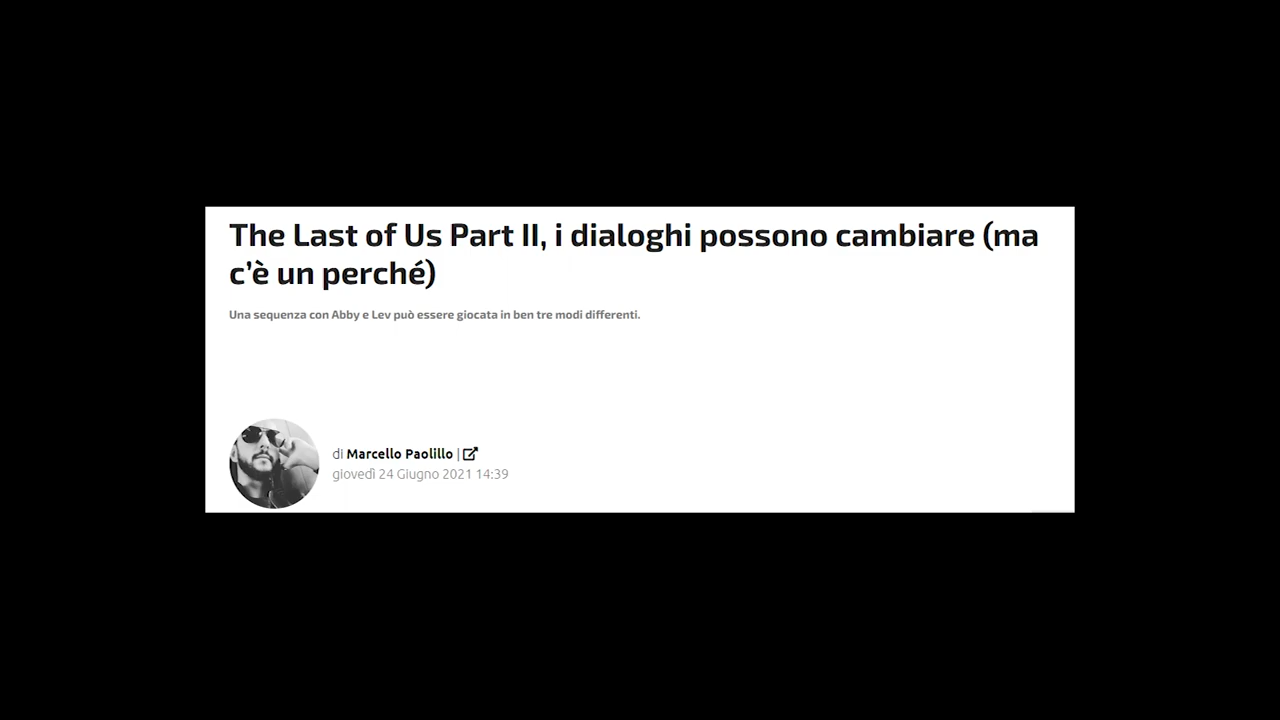 The Last of Us Part II, i dialoghi possono cambiare (ma
c’è un perché)
Una sequenza con Abby e Lev può essere giocata in ben tre modi differenti.
di Marcello Paolillo |
giovedì 24 Giugno 2021 14:39